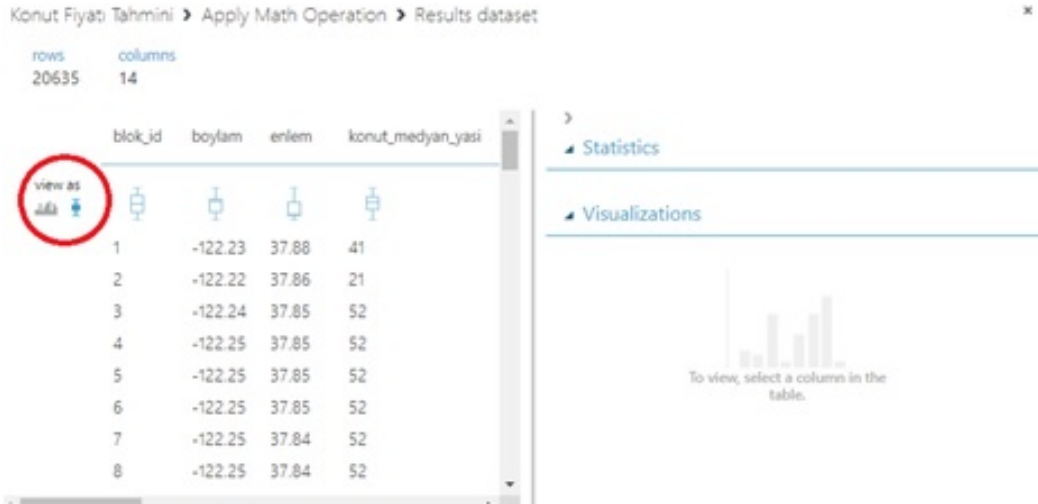 Konut Fiyatı Tahmini > Apply Math Operation > Results dataset
×
rows columns
20635 14
blok_id boylam enlem konut_medyan_yasi
view as
1 -122.23 37.88 41
2 -122.22 37.86 21
3 -122.24 37.85 52
4 -122.25 37.85 52
5 -122.25 37.85 52
6 -122.25 37.85 52
7 -122.25 37.84 52
8 -122.25 37.84 52
>
Statistics
Visualizations
To view, select a column in the
table.